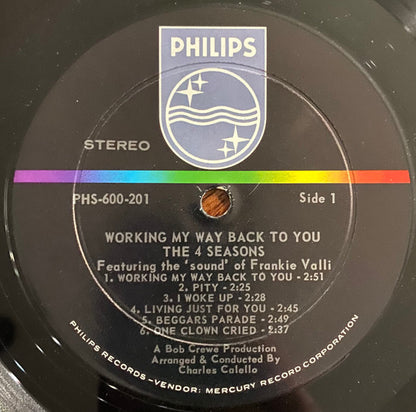 PHILIPS
STEREO
PHS-600-201
Side 1
WORKING MY WAY BACK TO YOU
THE 4 SEASONS
Featuring the 'sound' of Frankie Valli
1. WORKING MY WAY BACK TO YOU - 2:51
2. PITY - 2:25
3. I WOKE UP - 2:28
4. LIVING JUST FOR YOU - 2:45
5. BEGGARS PARADE - 2:49
6. ONE CLOWN CRIED - 2:37
A Bob Crewe Production
Arranged & Conducted By
Charles Calello
PHILIPS RECORDS—VENDOR: MERCURY RECORD CORPORATION